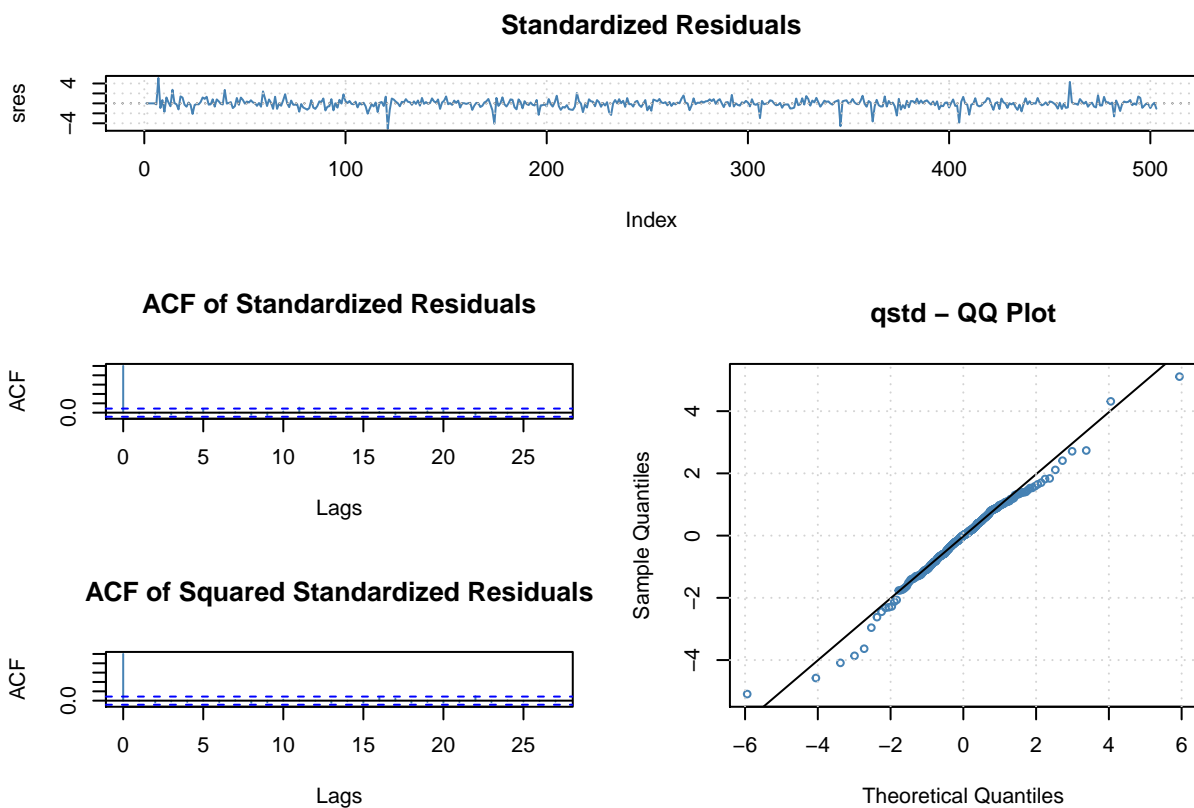 Standardized Residuals
sres
4
−4
0 100 200 300 400 500
Index
ACF of Standardized Residuals
ACF
0.0
0 5 10 15 20 25
Lags
ACF of Squared Standardized Residuals
ACF
0.0
0 5 10 15 20 25
Lags
qstd − QQ Plot
Sample Quantiles
4
2
0
−2
−4
−6 −4 −2 0 2 4 6
Theoretical Quantiles